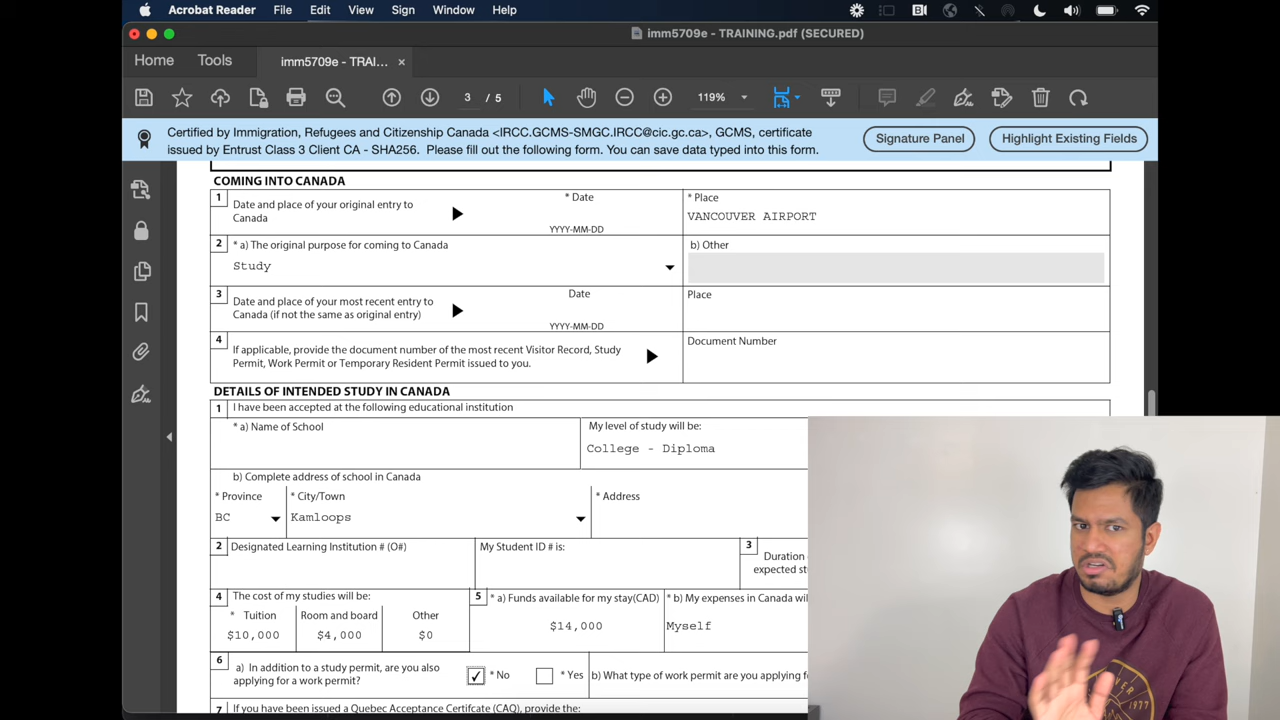 Acrobat Reader File Edit View Sign Window Help
imm5709e - TRAINING.pdf (SECURED)
Home Tools imm5709e - TRAI... ×
3 / 5 119%
Certified by Immigration, Refugees and Citizenship Canada <IRCC.GCMS-SMGC.IRCC@cic.gc.ca>, GCMS, certificate
issued by Entrust Class 3 Client CA - SHA256. Please fill out the following form. You can save data typed into this form.
Signature Panel Highlight Existing Fields
COMING INTO CANADA
1 Date and place of your original entry to
Canada
* Date
YYYY-MM-DD
* Place
VANCOUVER AIRPORT
2 * a) The original purpose for coming to Canada
Study
b) Other
3 Date and place of your most recent entry to
Canada (if not the same as original entry)
Date
YYYY-MM-DD
Place
4 If applicable, provide the document number of the most recent Visitor Record, Study
Permit, Work Permit or Temporary Resident Permit issued to you.
Document Number
DETAILS OF INTENDED STUDY IN CANADA
1 I have been accepted at the following educational institution
* a) Name of School
My level of study will be:
College - Diploma
b) Complete address of school in Canada
* Province * City/Town * Address
BC Kamloops
2 Designated Learning Institution # (O#)
My Student ID # is:
3 Duration
expected
4 The cost of my studies will be:
* Tuition Room and board Other
$10,000 $4,000 $0
5 * a) Funds available for my stay(CAD)
$14,000
* b) My expenses in Canada will
Myself
6 a) In addition to a study permit, are you also
applying for a work permit?
* No * Yes
b) What type of work permit are you applying
7 If you have been issued a Quebec Acceptance Certifcate (CAQ), provide the:
1977